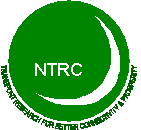 NTRC
TRANSPORT RESEARCH FOR BETTER CONNECTIVITY & PROSPERITY